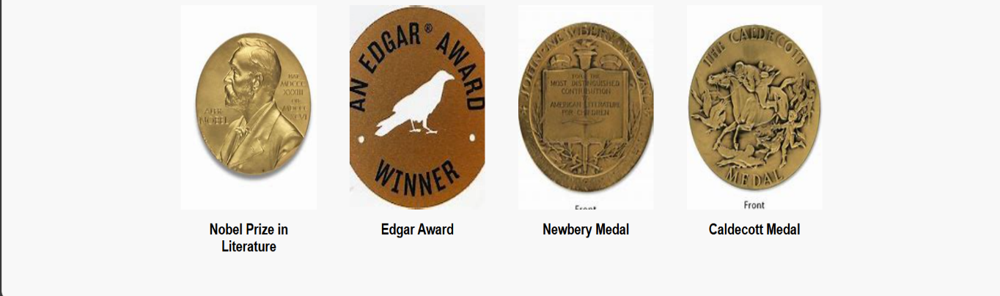 ALFR.
NOBEL
NAT.
MDCCC
XXXIII
OB.
MDCCC
XCVI
AN EDGAR® AWARD
WINNER
JOHN NEWBERY MEDAL
FOR THE
MOST DISTINGUISHED
CONTRIBUTION
AMERICAN LITERATURE
FOR CHILDREN
Front
THE CALDECOTT
MEDAL
Front
Nobel Prize in
Literature
Edgar Award
Newbery Medal
Caldecott Medal